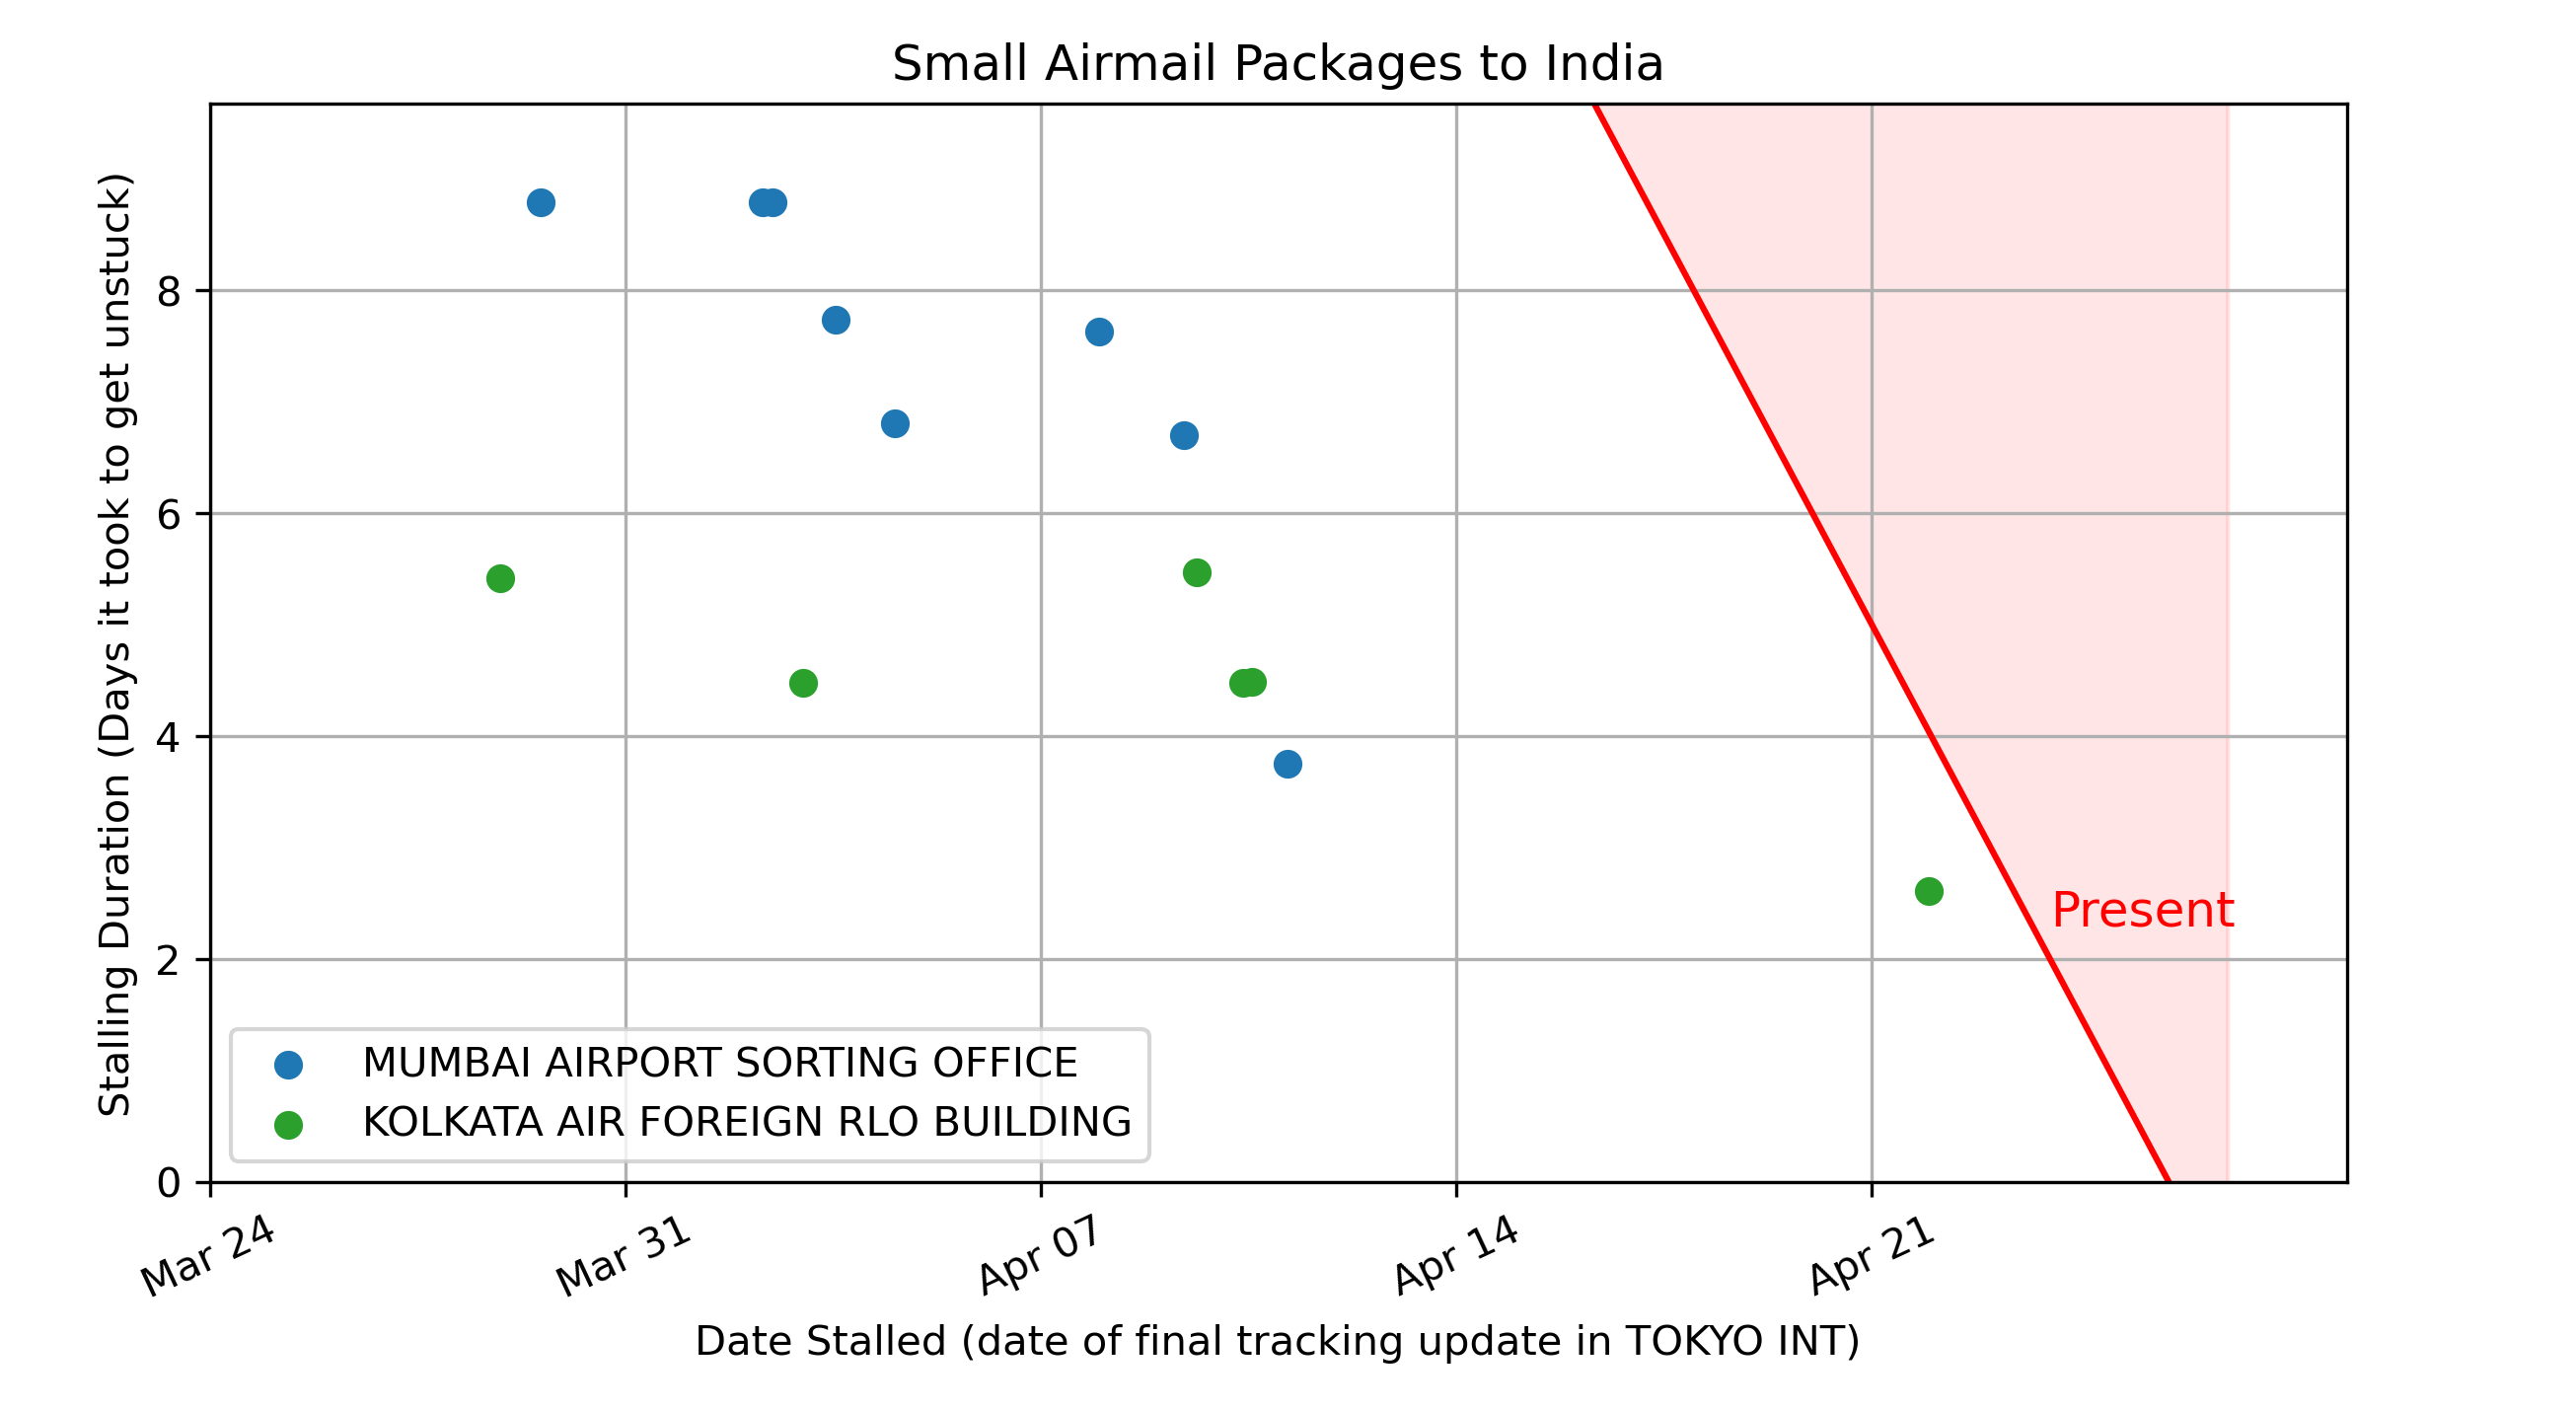 Small Airmail Packages to India
Stalling Duration (Days it took to get unstuck)
8
6
4
2
0
Present
MUMBAI AIRPORT SORTING OFFICE
KOLKATA AIR FOREIGN RLO BUILDING
Mar 24
Mar 31
Apr 07
Apr 14
Apr 21
Date Stalled (date of final tracking update in TOKYO INT)